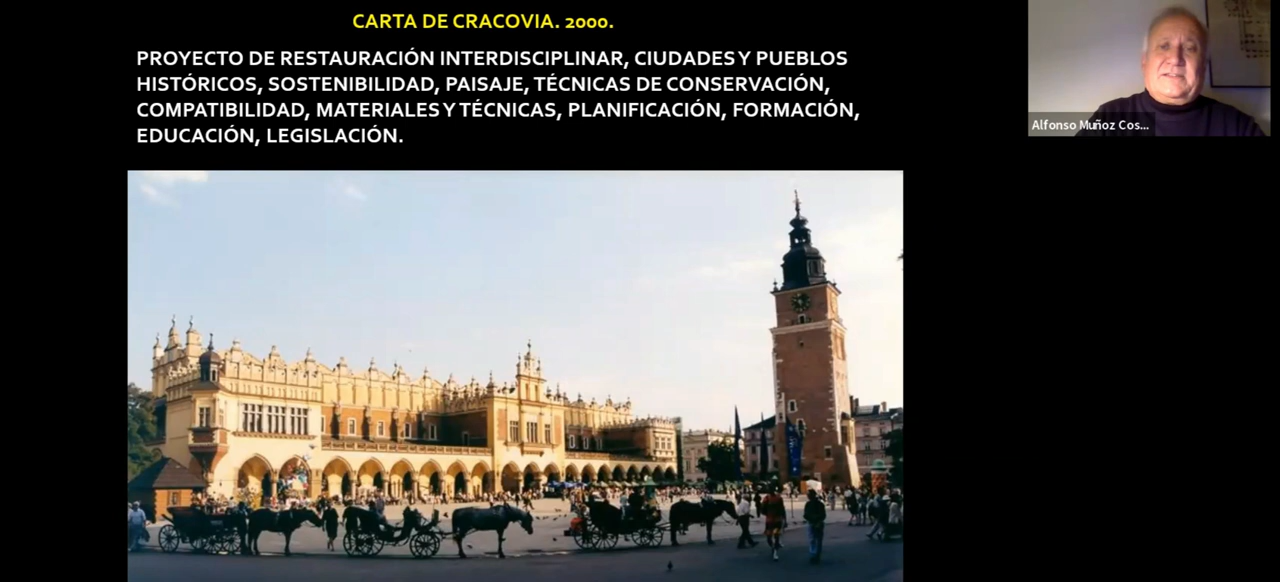 CARTA DE CRACOVIA. 2000.
PROYECTO DE RESTAURACIÓN INTERDISCIPLINAR, CIUDADES Y PUEBLOS
HISTÓRICOS, SOSTENIBILIDAD, PAISAJE, TÉCNICAS DE CONSERVACIÓN,
COMPATIBILIDAD, MATERIALES Y TÉCNICAS, PLANIFICACIÓN, FORMACIÓN,
EDUCACIÓN, LEGISLACIÓN.
Alfonso Muñoz Cos...